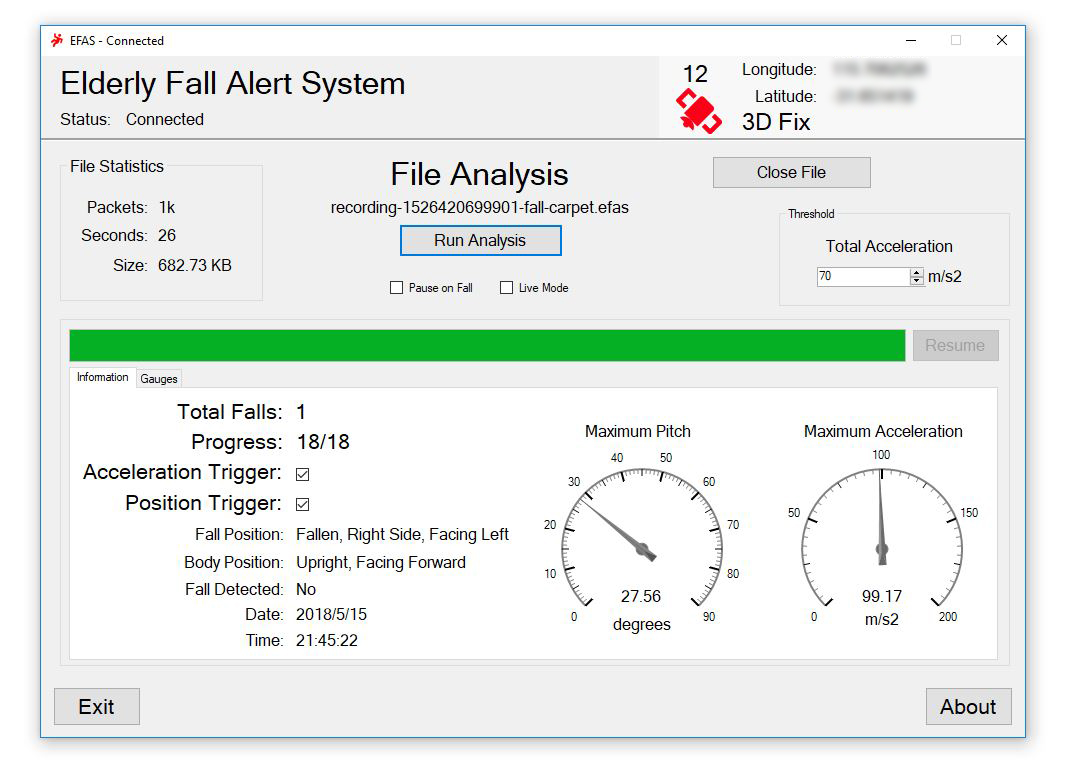 EFAS - Connected
Elderly Fall Alert System
Status: Connected
12
Longitude:
Latitude:
3D Fix
File Statistics
Packets: 1k
Seconds: 26
Size: 682.73 KB
File Analysis
recording-1526420699901-fall-carpet.efas
Run Analysis
Pause on Fall
Live Mode
Close File
Threshold
Total Acceleration
70 m/s2
Resume
Information
Gauges
Total Falls: 1
Progress: 18/18
Acceleration Trigger:
Position Trigger:
Fall Position: Fallen, Right Side, Facing Left
Body Position: Upright, Facing Forward
Fall Detected: No
Date: 2018/5/15
Time: 21:45:22
Maximum Pitch
0
10
20
30
40
50
60
70
80
90
27.56
degrees
Maximum Acceleration
0
50
100
150
200
99.17
m/s2
Exit
About